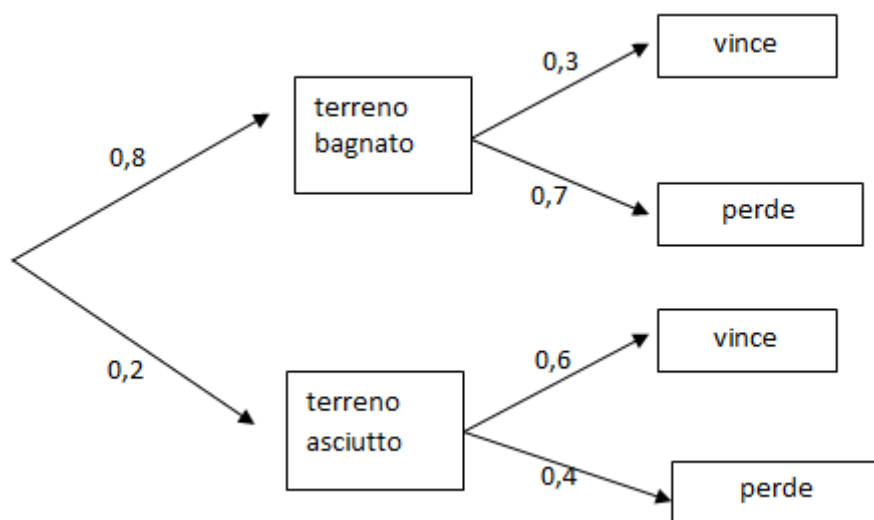 vince
0,3
terreno
bagnato
0,8
0,7
perde
vince
0,2
0,6
terreno
asciutto
0,4
perde